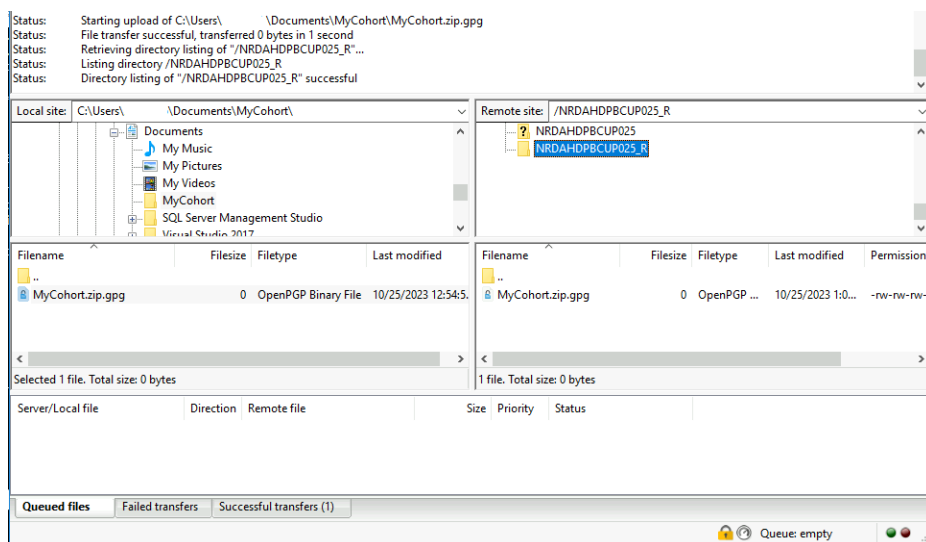 Status: Starting upload of C:\Users\ \Documents\MyCohort\MyCohort.zip.gpg
Status: File transfer successful, transferred 0 bytes in 1 second
Status: Retrieving directory listing of "/NRDAHDPBCUP025_R"...
Status: Listing directory /NRDAHDPBCUP025_R
Status: Directory listing of "/NRDAHDPBCUP025_R" successful
Local site: C:\Users\ \Documents\MyCohort\
Documents
My Music
My Pictures
My Videos
MyCohort
SQL Server Management Studio
Visual Studio 2017
Remote site: /NRDAHDPBCUP025_R
? NRDAHDPBCUP025
NRDAHDPBCUP025_R
Filename Filesize Filetype Last modified
..
MyCohort.zip.gpg 0 OpenPGP Binary File 10/25/2023 12:54:5.
Selected 1 file. Total size: 0 bytes
Filename Filesize Filetype Last modified Permission
..
MyCohort.zip.gpg 0 OpenPGP ... 10/25/2023 1:0... -rw-rw-rw-
1 file. Total size: 0 bytes
Server/Local file Direction Remote file Size Priority Status
Queued files Failed transfers Successful transfers (1)
Queue: empty